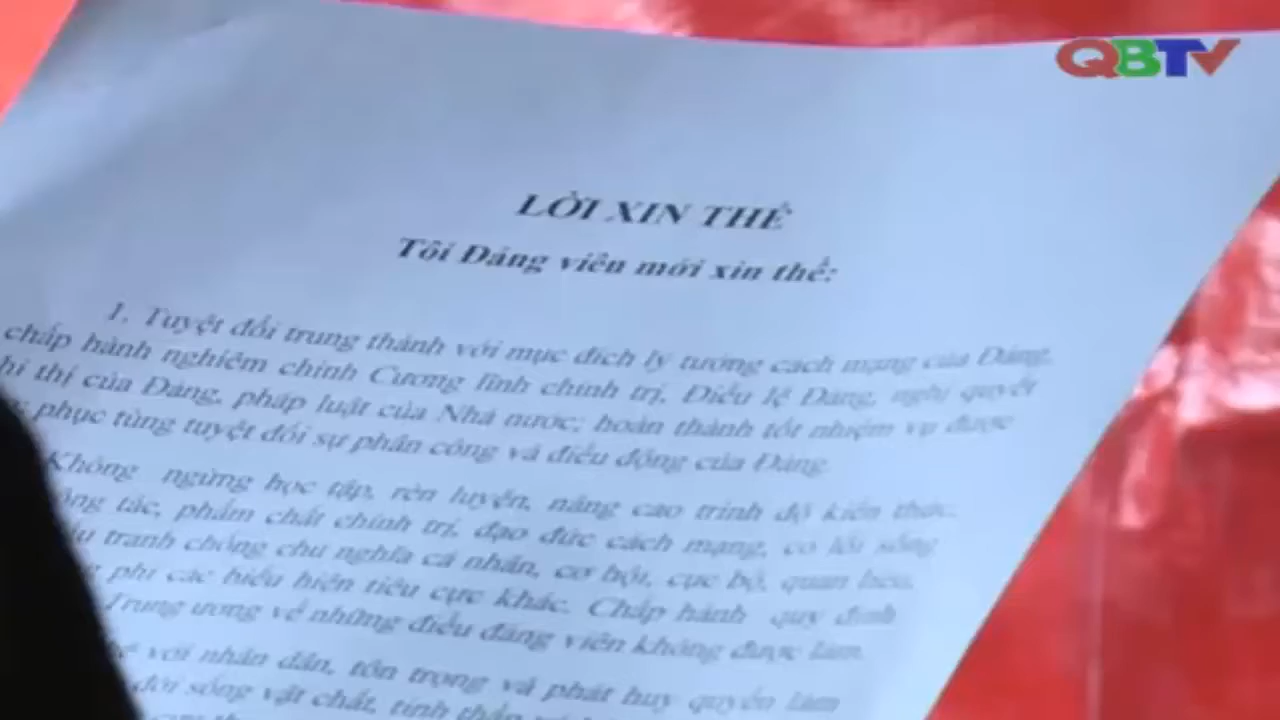 QBTV
LỜI XIN THỀ
Tôi Đảng viên mới xin thề:
1. Tuyệt đối trung thành với mục đích lý tưởng cách mạng của Đảng,
chấp hành nghiêm chỉnh Cương lĩnh chính trị, Điều lệ Đảng, nghị quyết
thị của Đảng, pháp luật của Nhà nước; hoàn thành tốt nhiệm vụ được
phục tùng tuyệt đối sự phân công và điều động của Đảng.
Không ngừng học tập, rèn luyện, nâng cao trình độ kiến thức,
tác, phẩm chất chính trị, đạo đức cách mạng, có lối sống
tranh chống chủ nghĩa cá nhân, cơ hội, cục bộ, quan liêu,
phí các biểu hiện tiêu cực khác. Chấp hành quy định
Trung ương về những điều đảng viên không được làm.
với nhân dân, tôn trọng và phát huy quyền làm
đời sống vật chất, tinh thần